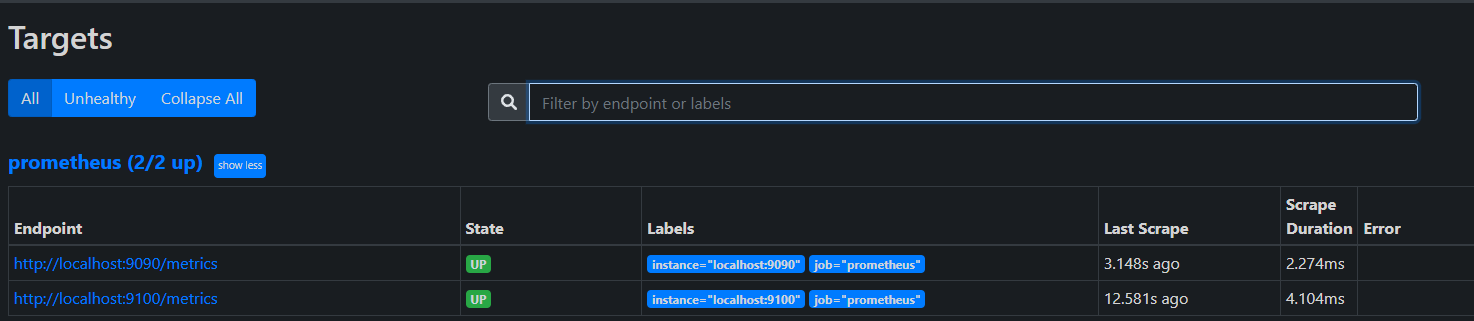 Targets
All Unhealthy Collapse All Filter by endpoint or labels
prometheus (2/2 up) show less
Endpoint State Labels Last Scrape Scrape Duration Error
http://localhost:9090/metrics UP instance="localhost:9090" job="prometheus" 3.148s ago 2.274ms
http://localhost:9100/metrics UP instance="localhost:9100" job="prometheus" 12.581s ago 4.104ms